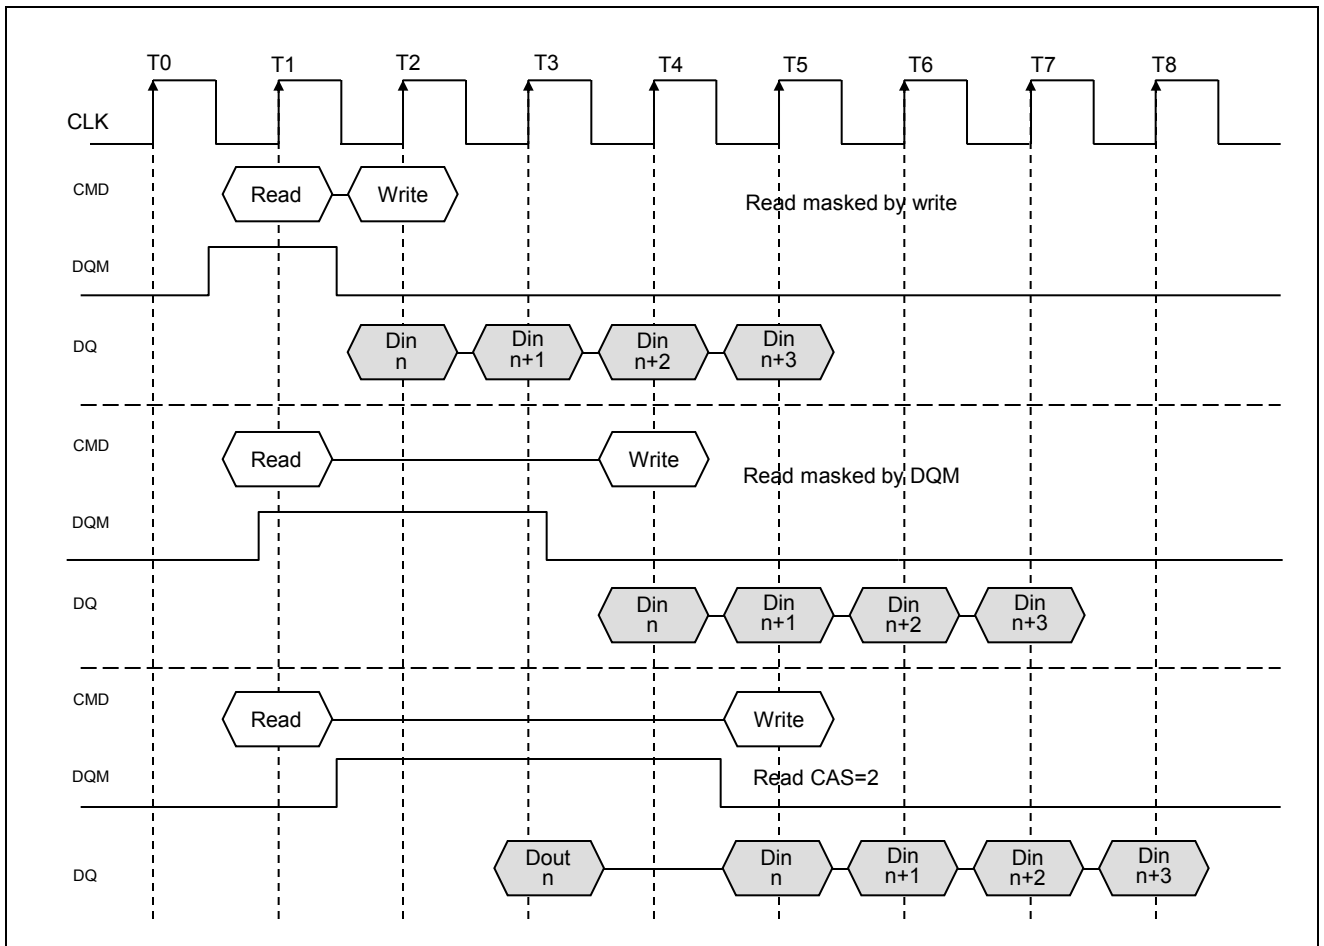 T0 T1 T2 T3 T4 T5 T6 T7 T8
CLK
CMD Read Write Read masked by write
DQM
DQ Din Din Din Din
n n+1 n+2 n+3
CMD Read Write
Read masked by DQM
DQM
DQ Din Din Din Din
n n+1 n+2 n+3
CMD Read Write
DQM Read CAS=2
DQ Dout Din Din Din Din
n n n+1 n+2 n+3